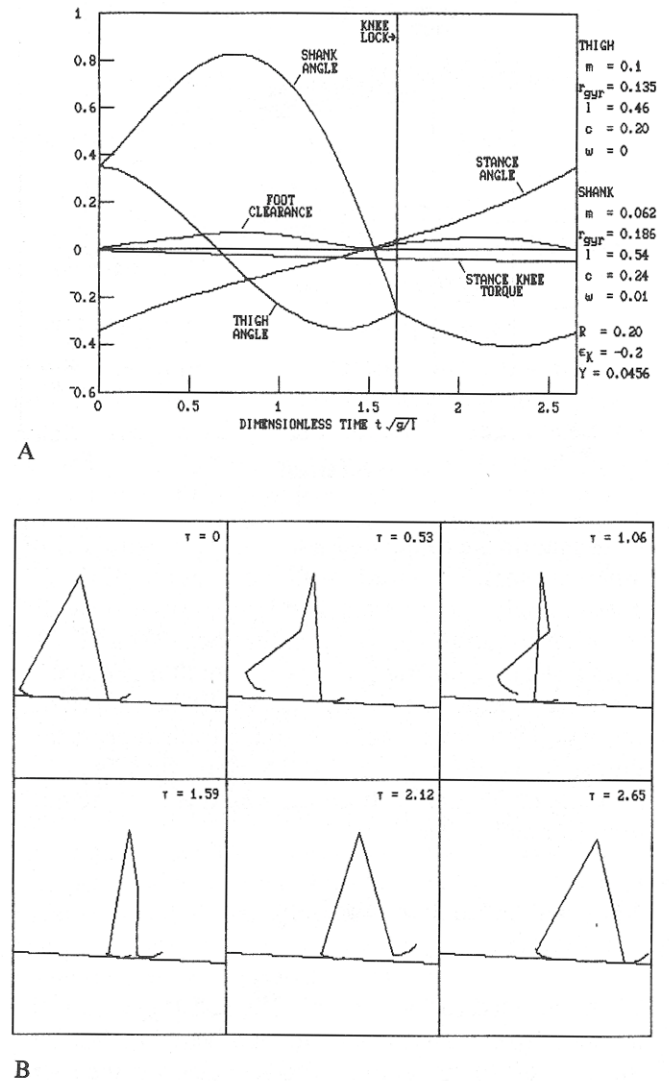 1
0.8
0.6
0.4
0.2
0
-0.2
-0.4
-0.6
0
0.5
1
1.5
2
2.5
DIMENSIONLESS TIME t √g/l
KNEE
LOCK→
SHANK
ANGLE
FOOT
CLEARANCE
THIGH
ANGLE
STANCE
ANGLE
STANCE KNEE
TORQUE
THIGH
m = 0.1
r gyr = 0.135
l = 0.46
c = 0.20
w = 0
SHANK
m = 0.062
r gyr = 0.186
l = 0.54
c = 0.24
w = 0.01
R = 0.20
ϵK = -0.2
γ = 0.0456
A
τ = 0
τ = 0.53
τ = 1.06
τ = 1.59
τ = 2.12
τ = 2.65
B